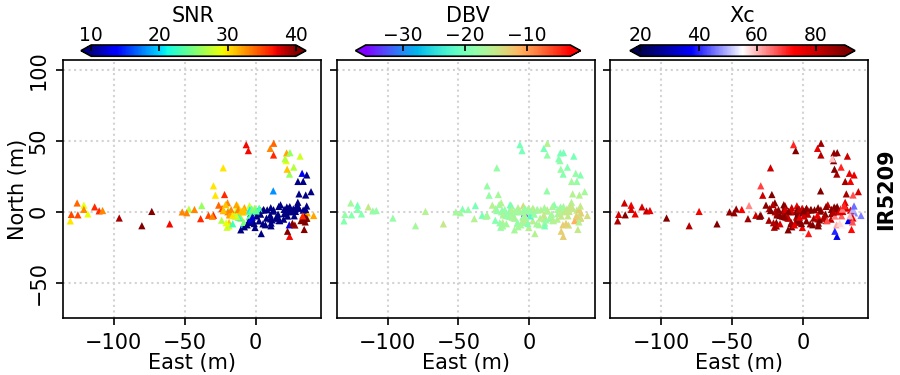 SNR DBV Xc
10 20 30 40 −30 −20 −10 20 40 60 80
100
50
0
−50
North (m)
IR5209
−100 −50 0 −100 −50 0 −100 −50 0
East (m) East (m) East (m)